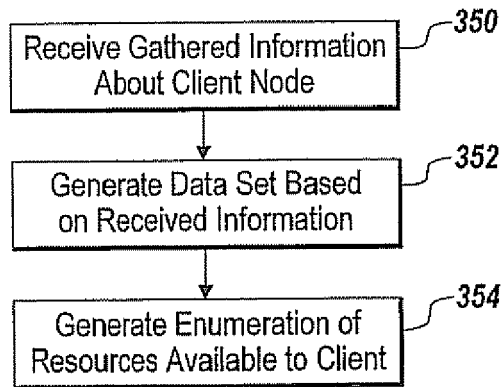 Receive Gathered Information
About Client Node
350
Generate Data Set Based
on Received Information
352
Generate Enumeration of
Resources Available to Client
354